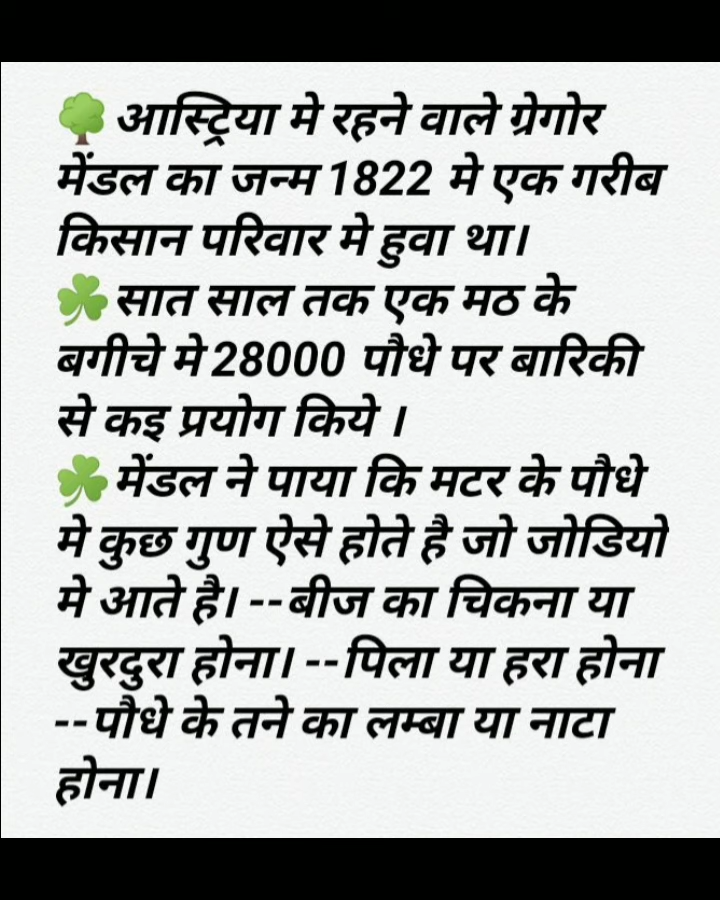 🌳 आस्ट्रिया मे रहने वाले ग्रेगोर
मेंडल का जन्म 1822 मे एक गरीब
किसान परिवार मे हुवा था।
☘️ सात साल तक एक मठ के
बगीचे मे 28000 पौधे पर बारिकी
से कइ प्रयोग किये ।
☘️ मेंडल ने पाया कि मटर के पौधे
मे कुछ गुण ऐसे होते है जो जोडियो
मे आते है। --बीज का चिकना या
खुरदुरा होना। --पिला या हरा होना
--पौधे के तने का लम्बा या नाटा
होना।